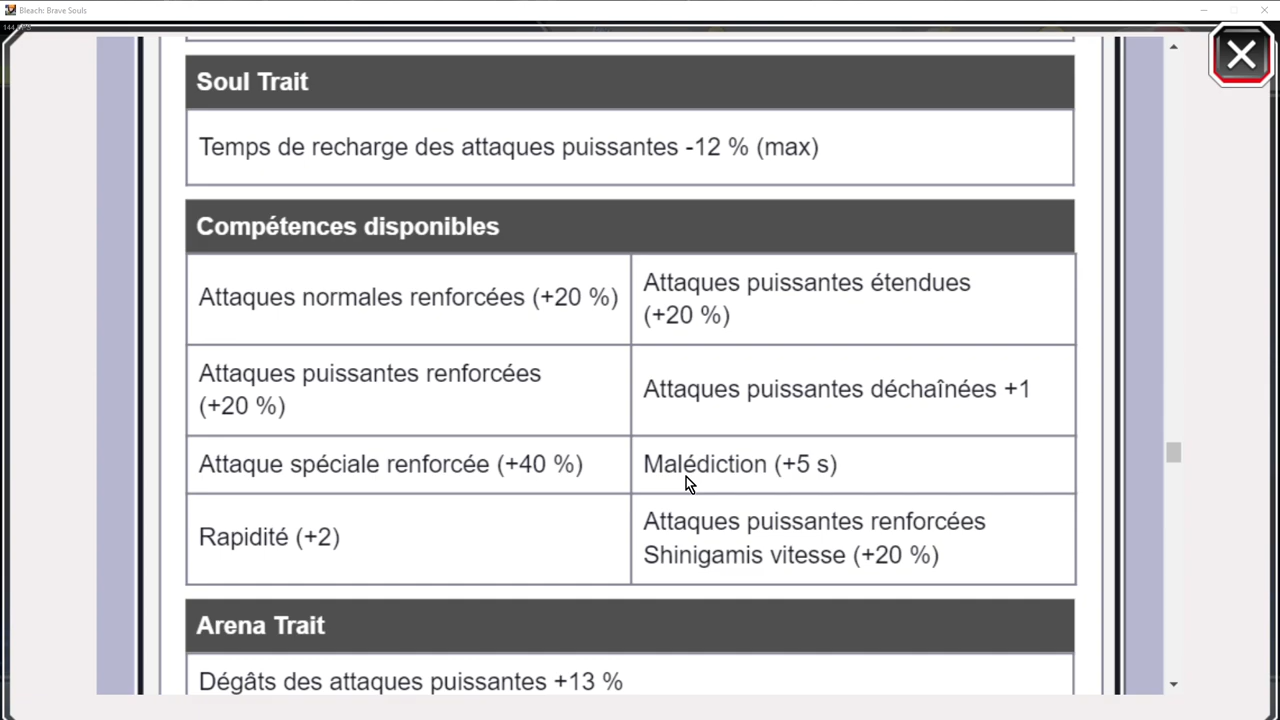 Bleach: Brave Souls
Soul Trait
Temps de recharge des attaques puissantes -12 % (max)
Compétences disponibles
Attaques normales renforcées (+20 %)
Attaques puissantes étendues
(+20 %)
Attaques puissantes renforcées
(+20 %)
Attaques puissantes déchaînées +1
Attaque spéciale renforcée (+40 %)
Malédiction (+5 s)
Rapidité (+2)
Attaques puissantes renforcées
Shinigamis vitesse (+20 %)
Arena Trait
Dégâts des attaques puissantes +13 %